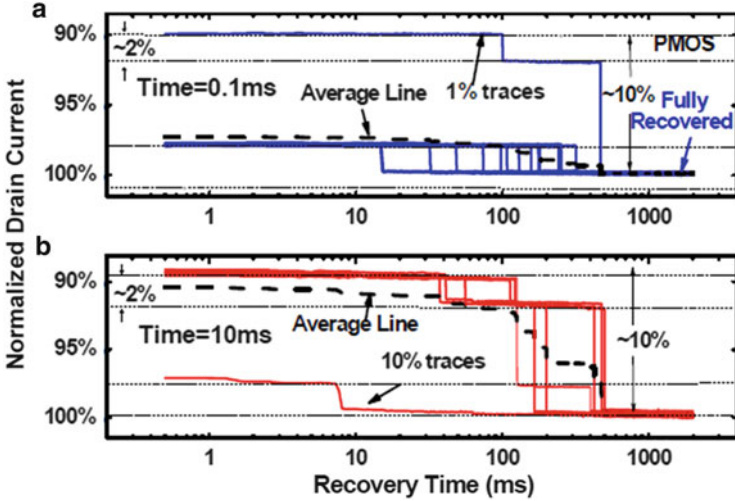 a
90%
~2%
PMOS
Time=0.1ms
Average Line
1% traces
~10%
Fully
Recovered
95%
100%
1 10 100 1000
b
90%
~2%
Time=10ms
Average Line
~10%
95%
10% traces
100%
1 10 100 1000
Recovery Time (ms)
Normalized Drain Current